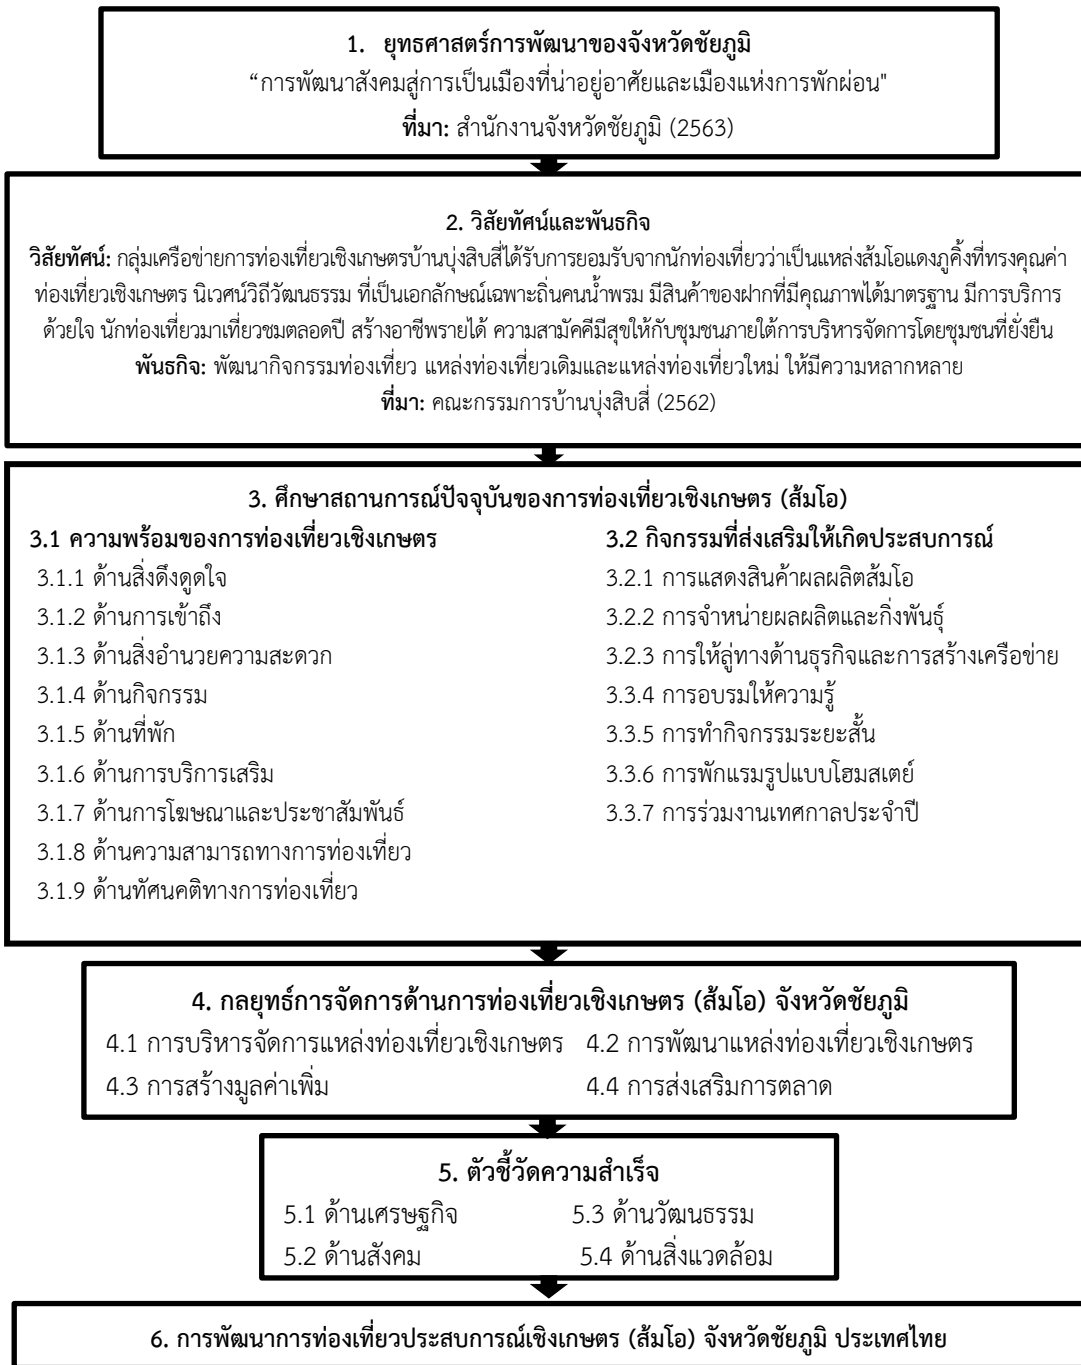 1. ยุทธศาสตร์การพัฒนาของจังหวัดชัยภูมิ
“การพัฒนาสังคมสู่การเป็นเมืองที่น่าอยู่อาศัยและเมืองแห่งการพักผ่อน"
ที่มา: สำนักงานจังหวัดชัยภูมิ (2563)
2. วิสัยทัศน์และพันธกิจ
วิสัยทัศน์: กลุ่มเครือข่ายการท่องเที่ยวเชิงเกษตรบ้านบุ่งสิบสี่ได้รับการยอมรับจากนักท่องเที่ยวว่าเป็นแหล่งส้มโอแดงภูคิ้งที่ทรงคุณค่า
ท่องเที่ยวเชิงเกษตร นิเวศน์วิถีวัฒนธรรม ที่เป็นเอกลักษณ์เฉพาะถิ่นคนน้ำพรม มีสินค้าของฝากที่มีคุณภาพได้มาตรฐาน มีการบริการ
ด้วยใจ นักท่องเที่ยวมาเที่ยวชมตลอดปี สร้างอาชีพรายได้ ความสามัคคีมีสุขให้กับชุมชนภายใต้การบริหารจัดการโดยชุมชนที่ยั่งยืน
พันธกิจ: พัฒนากิจกรรมท่องเที่ยว แหล่งท่องเที่ยวเดิมและแหล่งท่องเที่ยวใหม่ ให้มีความหลากหลาย
ที่มา: คณะกรรมการบ้านบุ่งสิบสี่ (2562)
3. ศึกษาสถานการณ์ปัจจุบันของการท่องเที่ยวเชิงเกษตร (ส้มโอ)
3.1 ความพร้อมของการท่องเที่ยวเชิงเกษตร
3.1.1 ด้านสิ่งดึงดูดใจ
3.1.2 ด้านการเข้าถึง
3.1.3 ด้านสิ่งอำนวยความสะดวก
3.1.4 ด้านกิจกรรม
3.1.5 ด้านที่พัก
3.1.6 ด้านการบริการเสริม
3.1.7 ด้านการโฆษณาและประชาสัมพันธ์
3.1.8 ด้านความสามารถทางการท่องเที่ยว
3.1.9 ด้านทัศนคติทางการท่องเที่ยว
3.2 กิจกรรมที่ส่งเสริมให้เกิดประสบการณ์
3.2.1 การแสดงสินค้าผลผลิตส้มโอ
3.2.2 การจำหน่ายผลผลิตและกิ่งพันธุ์
3.2.3 การให้ลู่ทางด้านธุรกิจและการสร้างเครือข่าย
3.3.4 การอบรมให้ความรู้
3.3.5 การทำกิจกรรมระยะสั้น
3.3.6 การพักแรมรูปแบบโฮมสเตย์
3.3.7 การร่วมงานเทศกาลประจำปี
4. กลยุทธ์การจัดการด้านการท่องเที่ยวเชิงเกษตร (ส้มโอ) จังหวัดชัยภูมิ
4.1 การบริหารจัดการแหล่งท่องเที่ยวเชิงเกษตร 4.2 การพัฒนาแหล่งท่องเที่ยวเชิงเกษตร
4.3 การสร้างมูลค่าเพิ่ม 4.4 การส่งเสริมการตลาด
5. ตัวชี้วัดความสำเร็จ
5.1 ด้านเศรษฐกิจ 5.3 ด้านวัฒนธรรม
5.2 ด้านสังคม 5.4 ด้านสิ่งแวดล้อม
6. การพัฒนาการท่องเที่ยวประสบการณ์เชิงเกษตร (ส้มโอ) จังหวัดชัยภูมิ ประเทศไทย